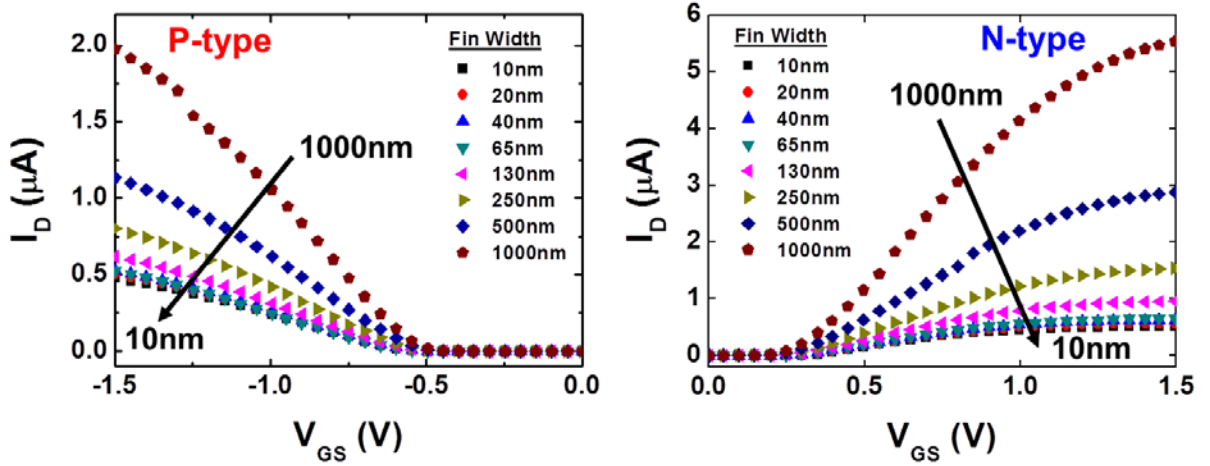 P-type
Fin Width
10nm
20nm
40nm
65nm
130nm
250nm
500nm
1000nm
1000nm
10nm
2.0
1.5
1.0
0.5
0.0
I_D (μA)
-1.5 -1.0 -0.5 0.0
V_GS (V)
N-type
Fin Width
10nm
20nm
40nm
65nm
130nm
250nm
500nm
1000nm
1000nm
10nm
6
5
4
3
2
1
0
I_D (μA)
0.0 0.5 1.0 1.5
V_GS (V)